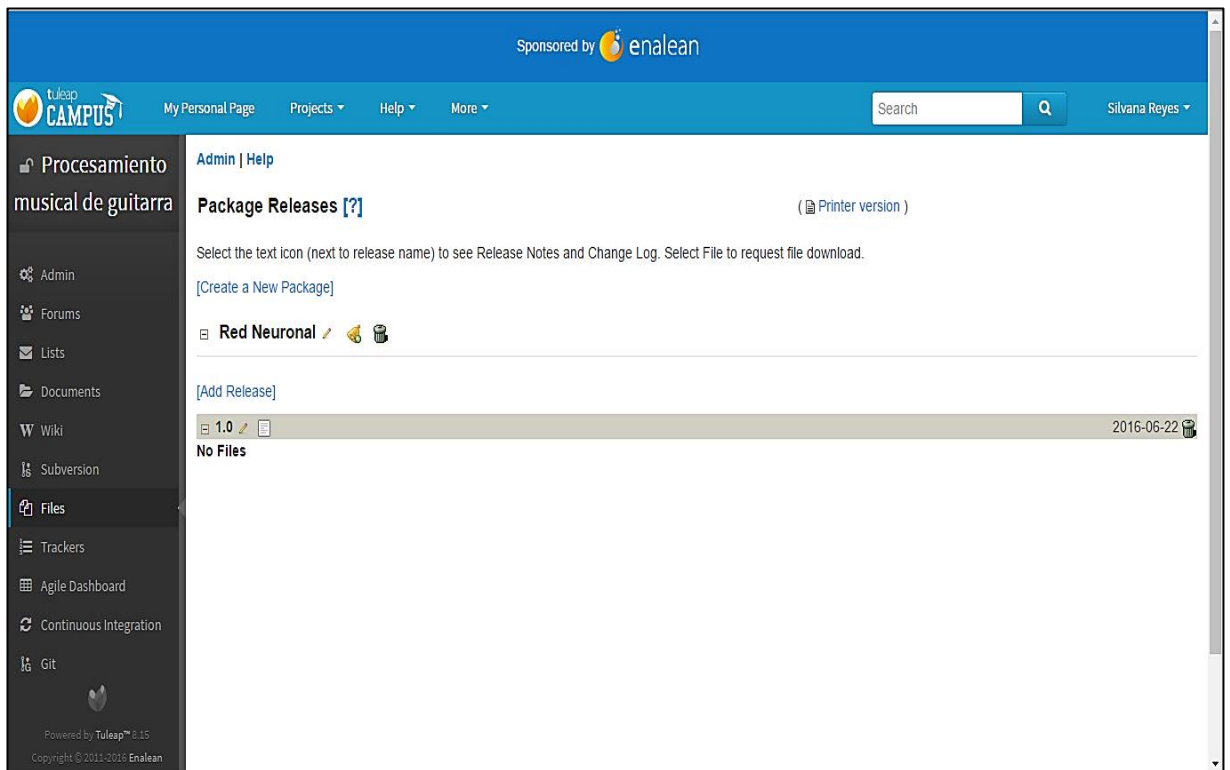 Sponsored by enalean
tuleap
CAMPUS
My Personal Page Projects Help More Search Silvana Reyes
Procesamiento
musical de guitarra
Admin
Forums
Lists
Documents
W Wiki
Subversion
Files
Trackers
Agile Dashboard
Continuous Integration
Git
Powered by Tuleap™ 8.15
Copyright © 2011-2016 Enalean
Admin | Help
Package Releases [?] ( Printer version )
Select the text icon (next to release name) to see Release Notes and Change Log. Select File to request file download.
[Create a New Package]
Red Neuronal
[Add Release]
1.0 2016-06-22
No Files